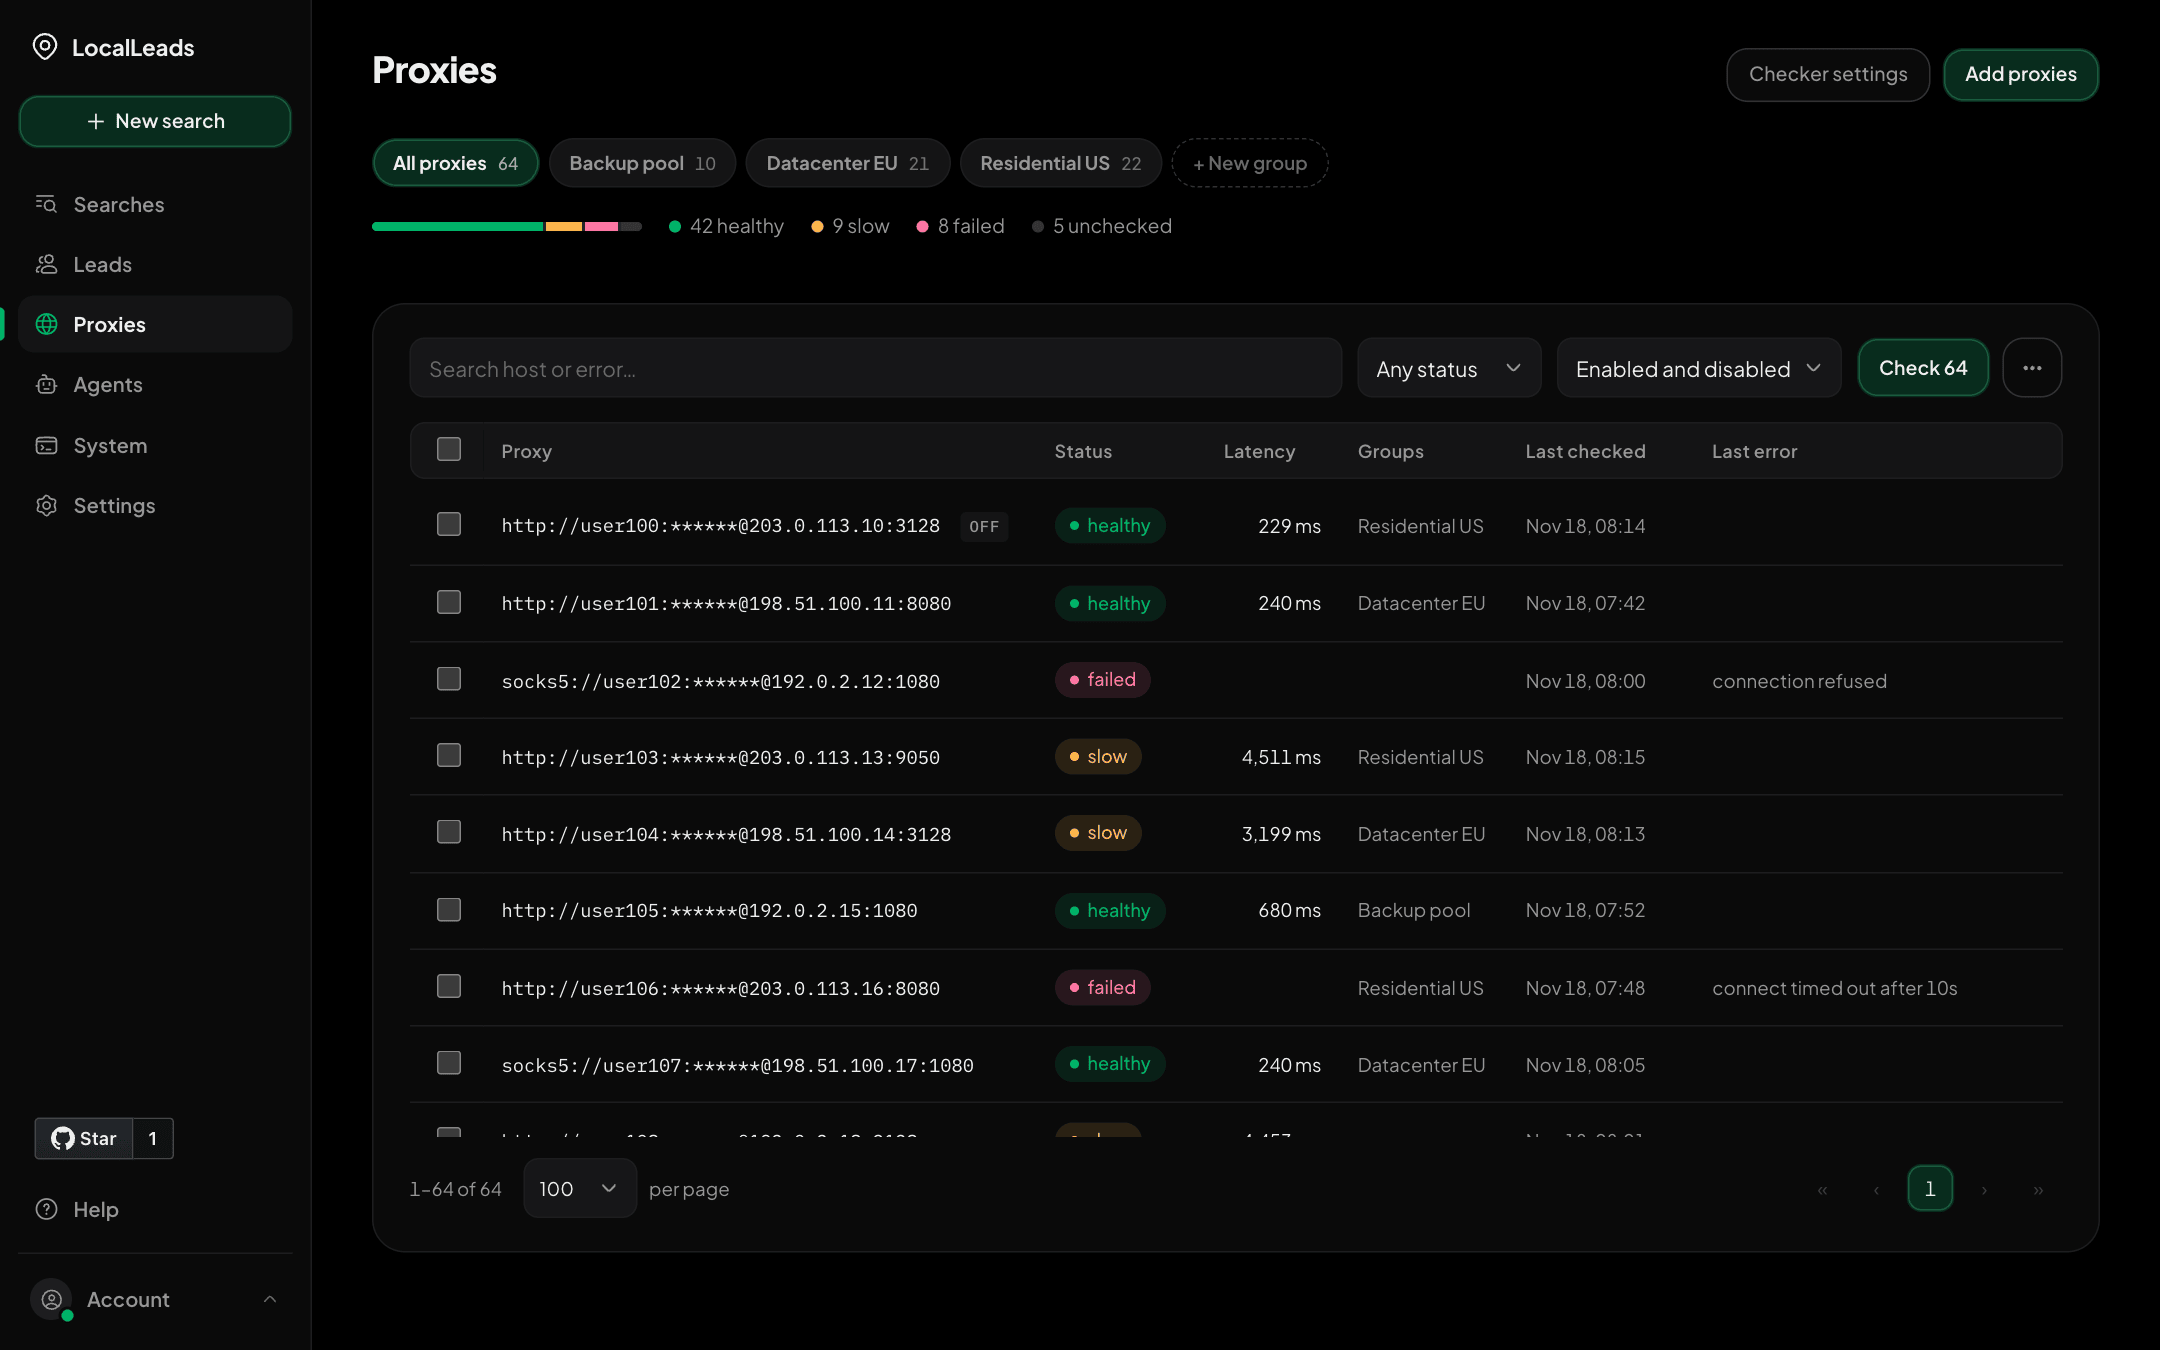 LocalLeads
+ New search
Searches
Leads
Proxies
Agents
System
Settings
Star 1
Help
Account
Proxies
Checker settings
Add proxies
All proxies 64
Backup pool 10
Datacenter EU 21
Residential US 22
+ New group
42 healthy
9 slow
8 failed
5 unchecked
Search host or error...
Any status
Enabled and disabled
Check 64
Proxy Status Latency Groups Last checked Last error
http://user100:******@203.0.113.10:3128 OFF healthy 229 ms Residential US Nov 18, 08:14
http://user101:******@198.51.100.11:8080 healthy 240 ms Datacenter EU Nov 18, 07:42
socks5://user102:******@192.0.2.12:1080 failed Nov 18, 08:00 connection refused
http://user103:******@203.0.113.13:9050 slow 4,511 ms Residential US Nov 18, 08:15
http://user104:******@198.51.100.14:3128 slow 3,199 ms Datacenter EU Nov 18, 08:13
http://user105:******@192.0.2.15:1080 healthy 680 ms Backup pool Nov 18, 07:52
http://user106:******@203.0.113.16:8080 failed Residential US Nov 18, 07:48 connect timed out after 10s
socks5://user107:******@198.51.100.17:1080 healthy 240 ms Datacenter EU Nov 18, 08:05
1–64 of 64
100
per page
« ‹ 1 › »